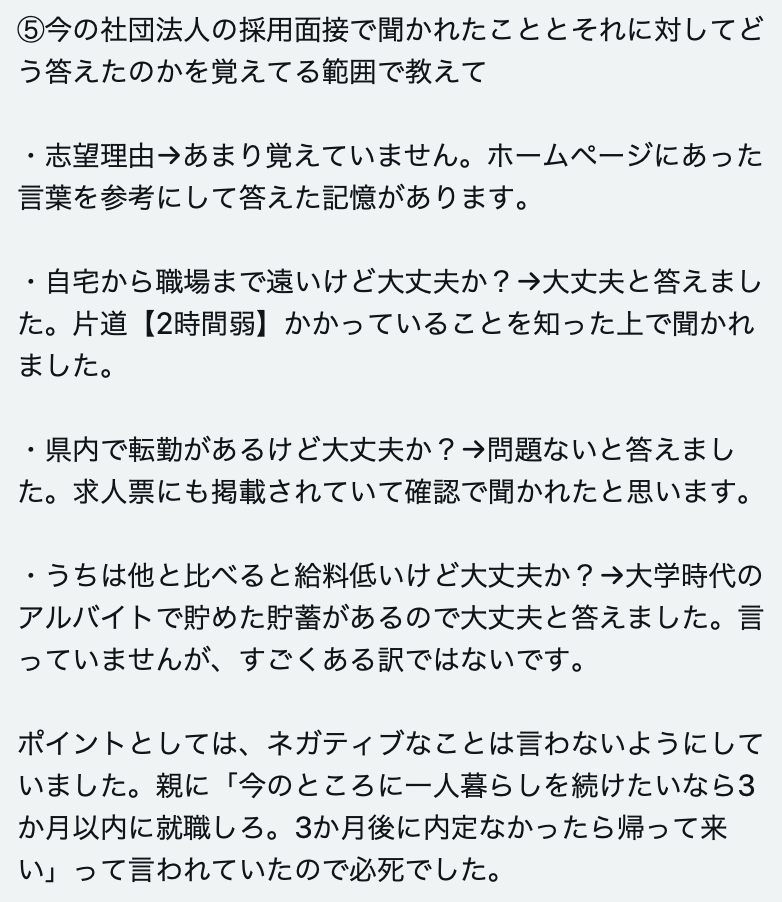 ⑤今の社団法人の採用面接で聞かれたこととそれに対してど
う答えたのかを覚えてる範囲で教えて
・志望理由→あまり覚えていません。ホームページにあった
言葉を参考にして答えた記憶があります。
・自宅から職場まで遠いけど大丈夫か？→大丈夫と答えまし
た。片道【2時間弱】かかっていることを知った上で聞かれ
ました。
・県内で転勤があるけど大丈夫か？→問題ないと答えまし
た。求人票にも掲載されていて確認で聞かれたと思います。
・うちは他と比べると給料低いけど大丈夫か？→大学時代の
アルバイトで貯めた貯蓄があるので大丈夫と答えました。言
っていませんが、すごくある訳ではないです。
ポイントとしては、ネガティブなことは言わないようにして
いました。親に「今のところに一人暮らしを続けたいなら3
か月以内に就職しろ。3か月後に内定なかったら帰って来
い」って言われていたので必死でした。